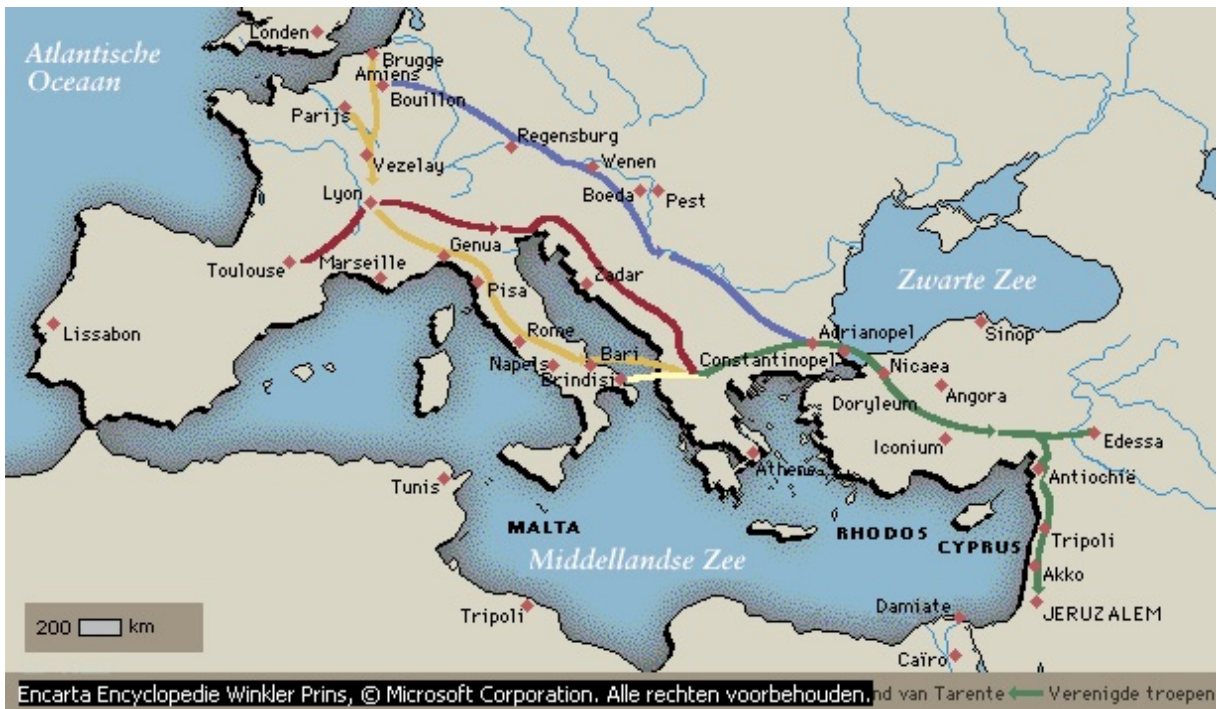 Londen
Atlantische
Oceaan
Brugge
Amiens
Bouillon
Parijs
Regensburg
Vezelay
Wenen
Boeda
Pest
Lyon
Genua
Toulouse
Marseille
Zadar
Zwarte Zee
Pisa
Lissabon
Rome
Adrianopel
Sinop
Napels
Bari
Constantinopel
Nicaea
Brindisi
Angora
Doryleum
Iconium
Edessa
Athene
Antiochië
Tunis
MALTA
RHODOS
CYPRUS
Tripoli
Middellandse Zee
Akko
Tripoli
Damiate
JERUZALEM
200 km
Caïro
Encarta Encyclopedie Winkler Prins, © Microsoft Corporation. Alle rechten voorbehouden. nd van Tarente Verenigde troepen